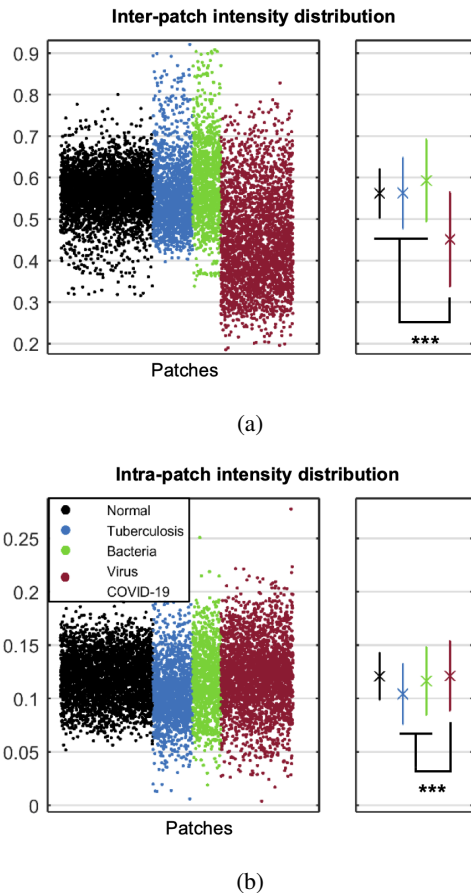 Inter-patch intensity distribution
0.9
0.8
0.7
0.6
0.5
0.4
0.3
0.2
***
Patches
(a)
Intra-patch intensity distribution
Normal
Tuberculosis
Bacteria
Virus
COVID-19
0.25
0.2
0.15
0.1
0.05
0
***
Patches
(b)